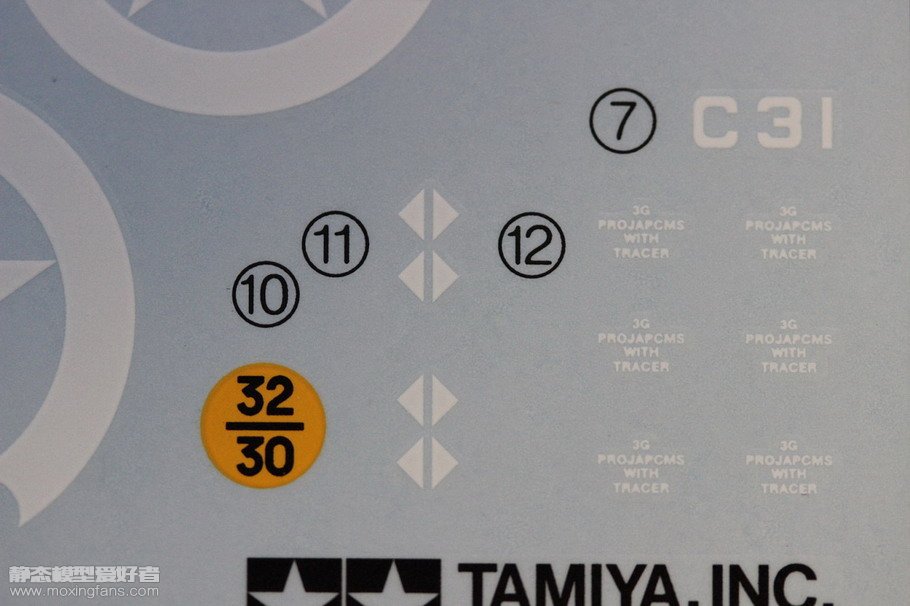 7
C31
11
12
10
3G
PROJAPCMS
WITH
TRACER
3G
PROJAPCMS
WITH
TRACER
3G
PROJAPCMS
WITH
TRACER
3G
PROJAPCMS
WITH
TRACER
32
30
3G
PROJAPCMS
WITH
TRACER
3G
PROJAPCMS
WITH
TRACER
TAMIYA, INC.
静态模型爱好者
www.moxingfans.com